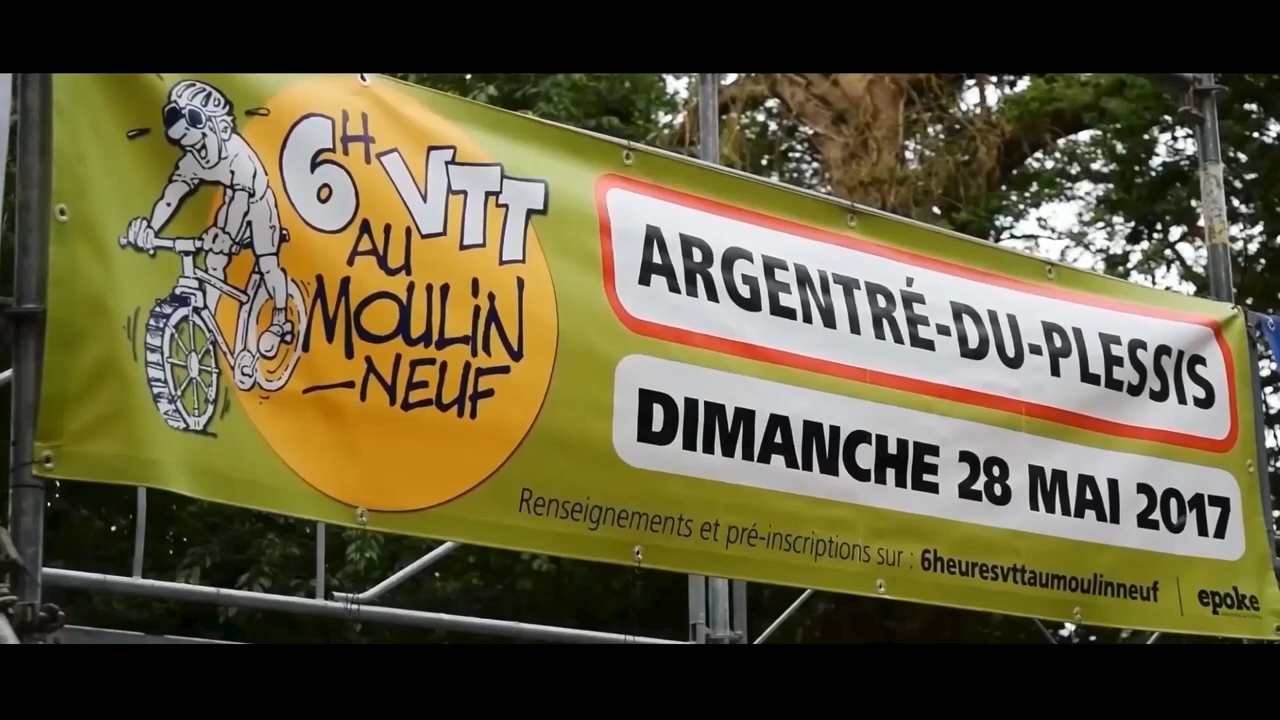 6H VTT
AU
MOULIN
-NEUF
ARGENTRÉ-DU-PLESSIS
DIMANCHE 28 MAI 2017
Renseignements et pré-inscriptions sur : 6heuresvttaumoulinneuf | epoke